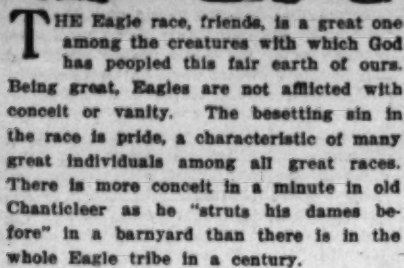 THE Eagle race, friends, is a great one
among the creatures with which God
has peopled this fair earth of ours.
Being great, Eagles are not afflicted with
conceit or vanity. The besetting sin in
the race is pride, a characteristic of many
great individuals among all great races.
There is more conceit in a minute in old
Chanticleer as he "struts his dames be-
fore" in a barnyard than there is in the
whole Eagle tribe in a century.